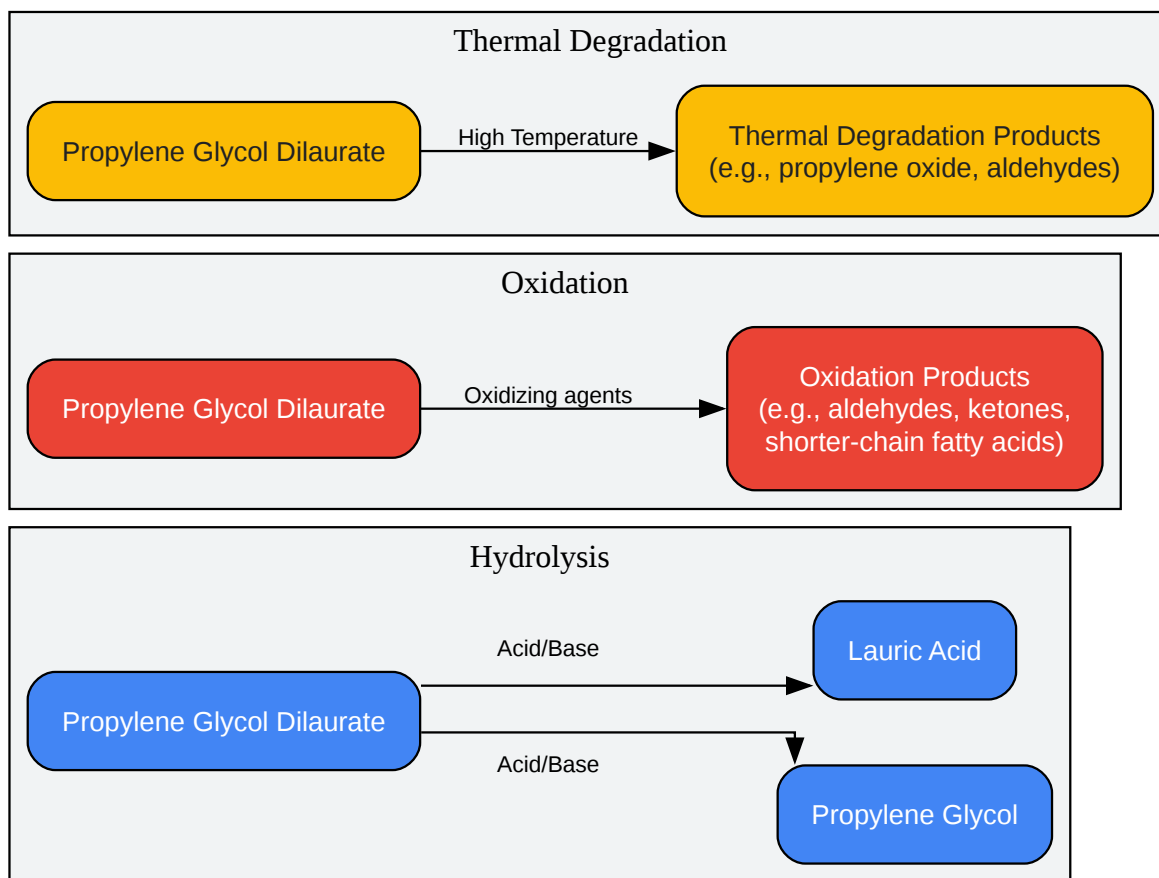 Thermal Degradation
Propylene Glycol Dilaurate
High Temperature
Thermal Degradation Products
(e.g., propylene oxide, aldehydes)
Oxidation
Propylene Glycol Dilaurate
Oxidizing agents
Oxidation Products
(e.g., aldehydes, ketones,
shorter-chain fatty acids)
Hydrolysis
Propylene Glycol Dilaurate
Acid/Base
Lauric Acid
Acid/Base
Propylene Glycol